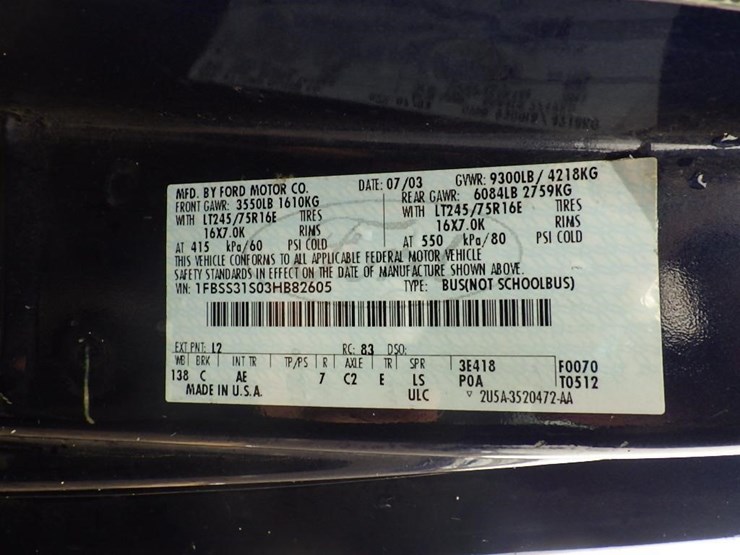 MFD. BY FORD MOTOR CO. DATE: 07/03 GVWR: 9300LB/ 4218KG
FRONT GAWR: 3550LB 1610KG REAR GAWR: 6084LB 2759KG
WITH LT245/75R16E TIRES WITH LT245/75R16E TIRES
16X7.0K RIMS 16X7.0K RIMS
AT 415 kPa/60 PSI COLD AT 550 kPa/80 PSI COLD
THIS VEHICLE CONFORMS TO ALL APPLICABLE FEDERAL MOTOR VEHICLE
SAFETY STANDARDS IN EFFECT ON THE DATE OF MANUFACTURE SHOWN ABOVE.
VIN: 1FBSS31S03HB82605 TYPE: BUS(NOT SCHOOLBUS)
EXT PNT: L2 RC: 83 DSO:
WB BRK INT TR TP/PS R AXLE TR SPR 3E418 F0070
138 C AE 7 C2 E LS P0A T0512
MADE IN U.S.A. ULC ▽ 2U5A-3520472-AA